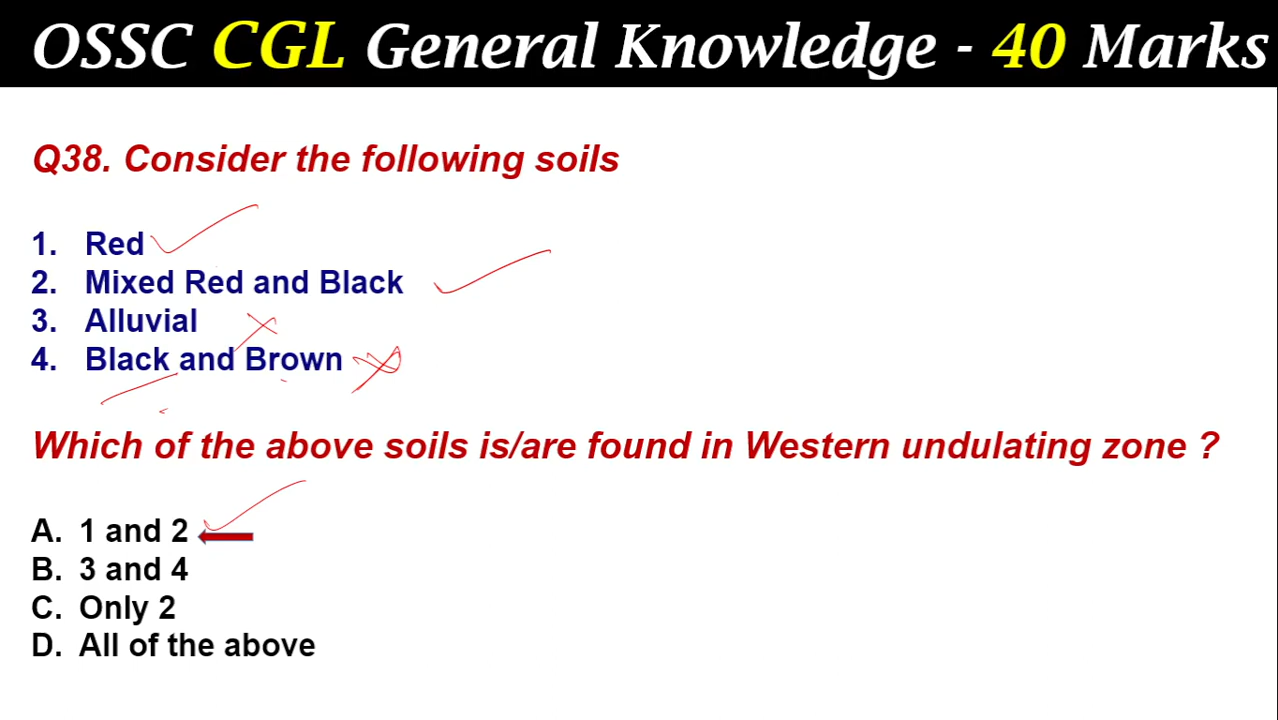 OSSC CGL General Knowledge - 40 Marks
Q38. Consider the following soils
1. Red
2. Mixed Red and Black
3. Alluvial
4. Black and Brown
Which of the above soils is/are found in Western undulating zone ?
A. 1 and 2
B. 3 and 4
C. Only 2
D. All of the above